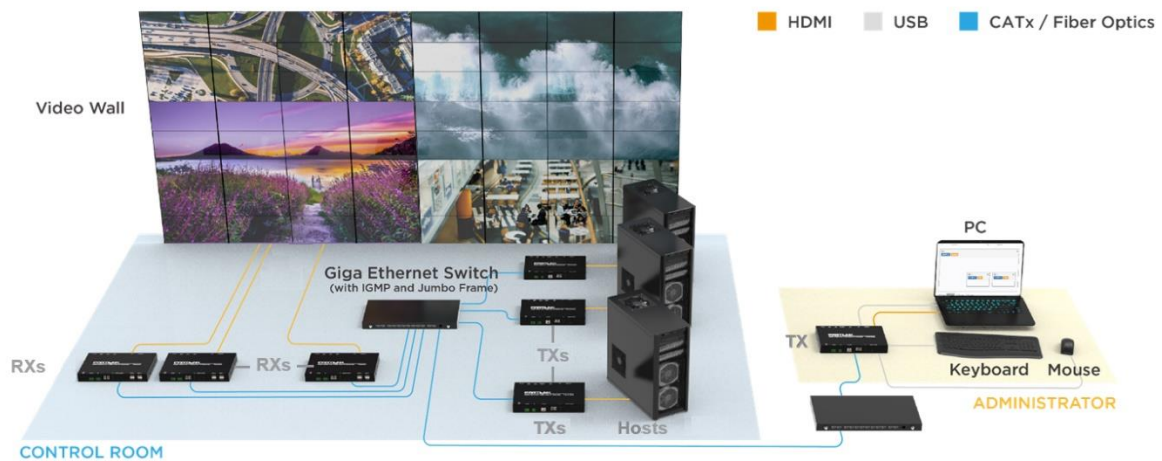 HDMI
USB
CATx / Fiber Optics
Video Wall
PC
Giga Ethernet Switch
(with IGMP and Jumbo Frame)
RXs
RXs
TXs
TX
Keyboard
Mouse
ADMINISTRATOR
TXs
Hosts
CONTROL ROOM